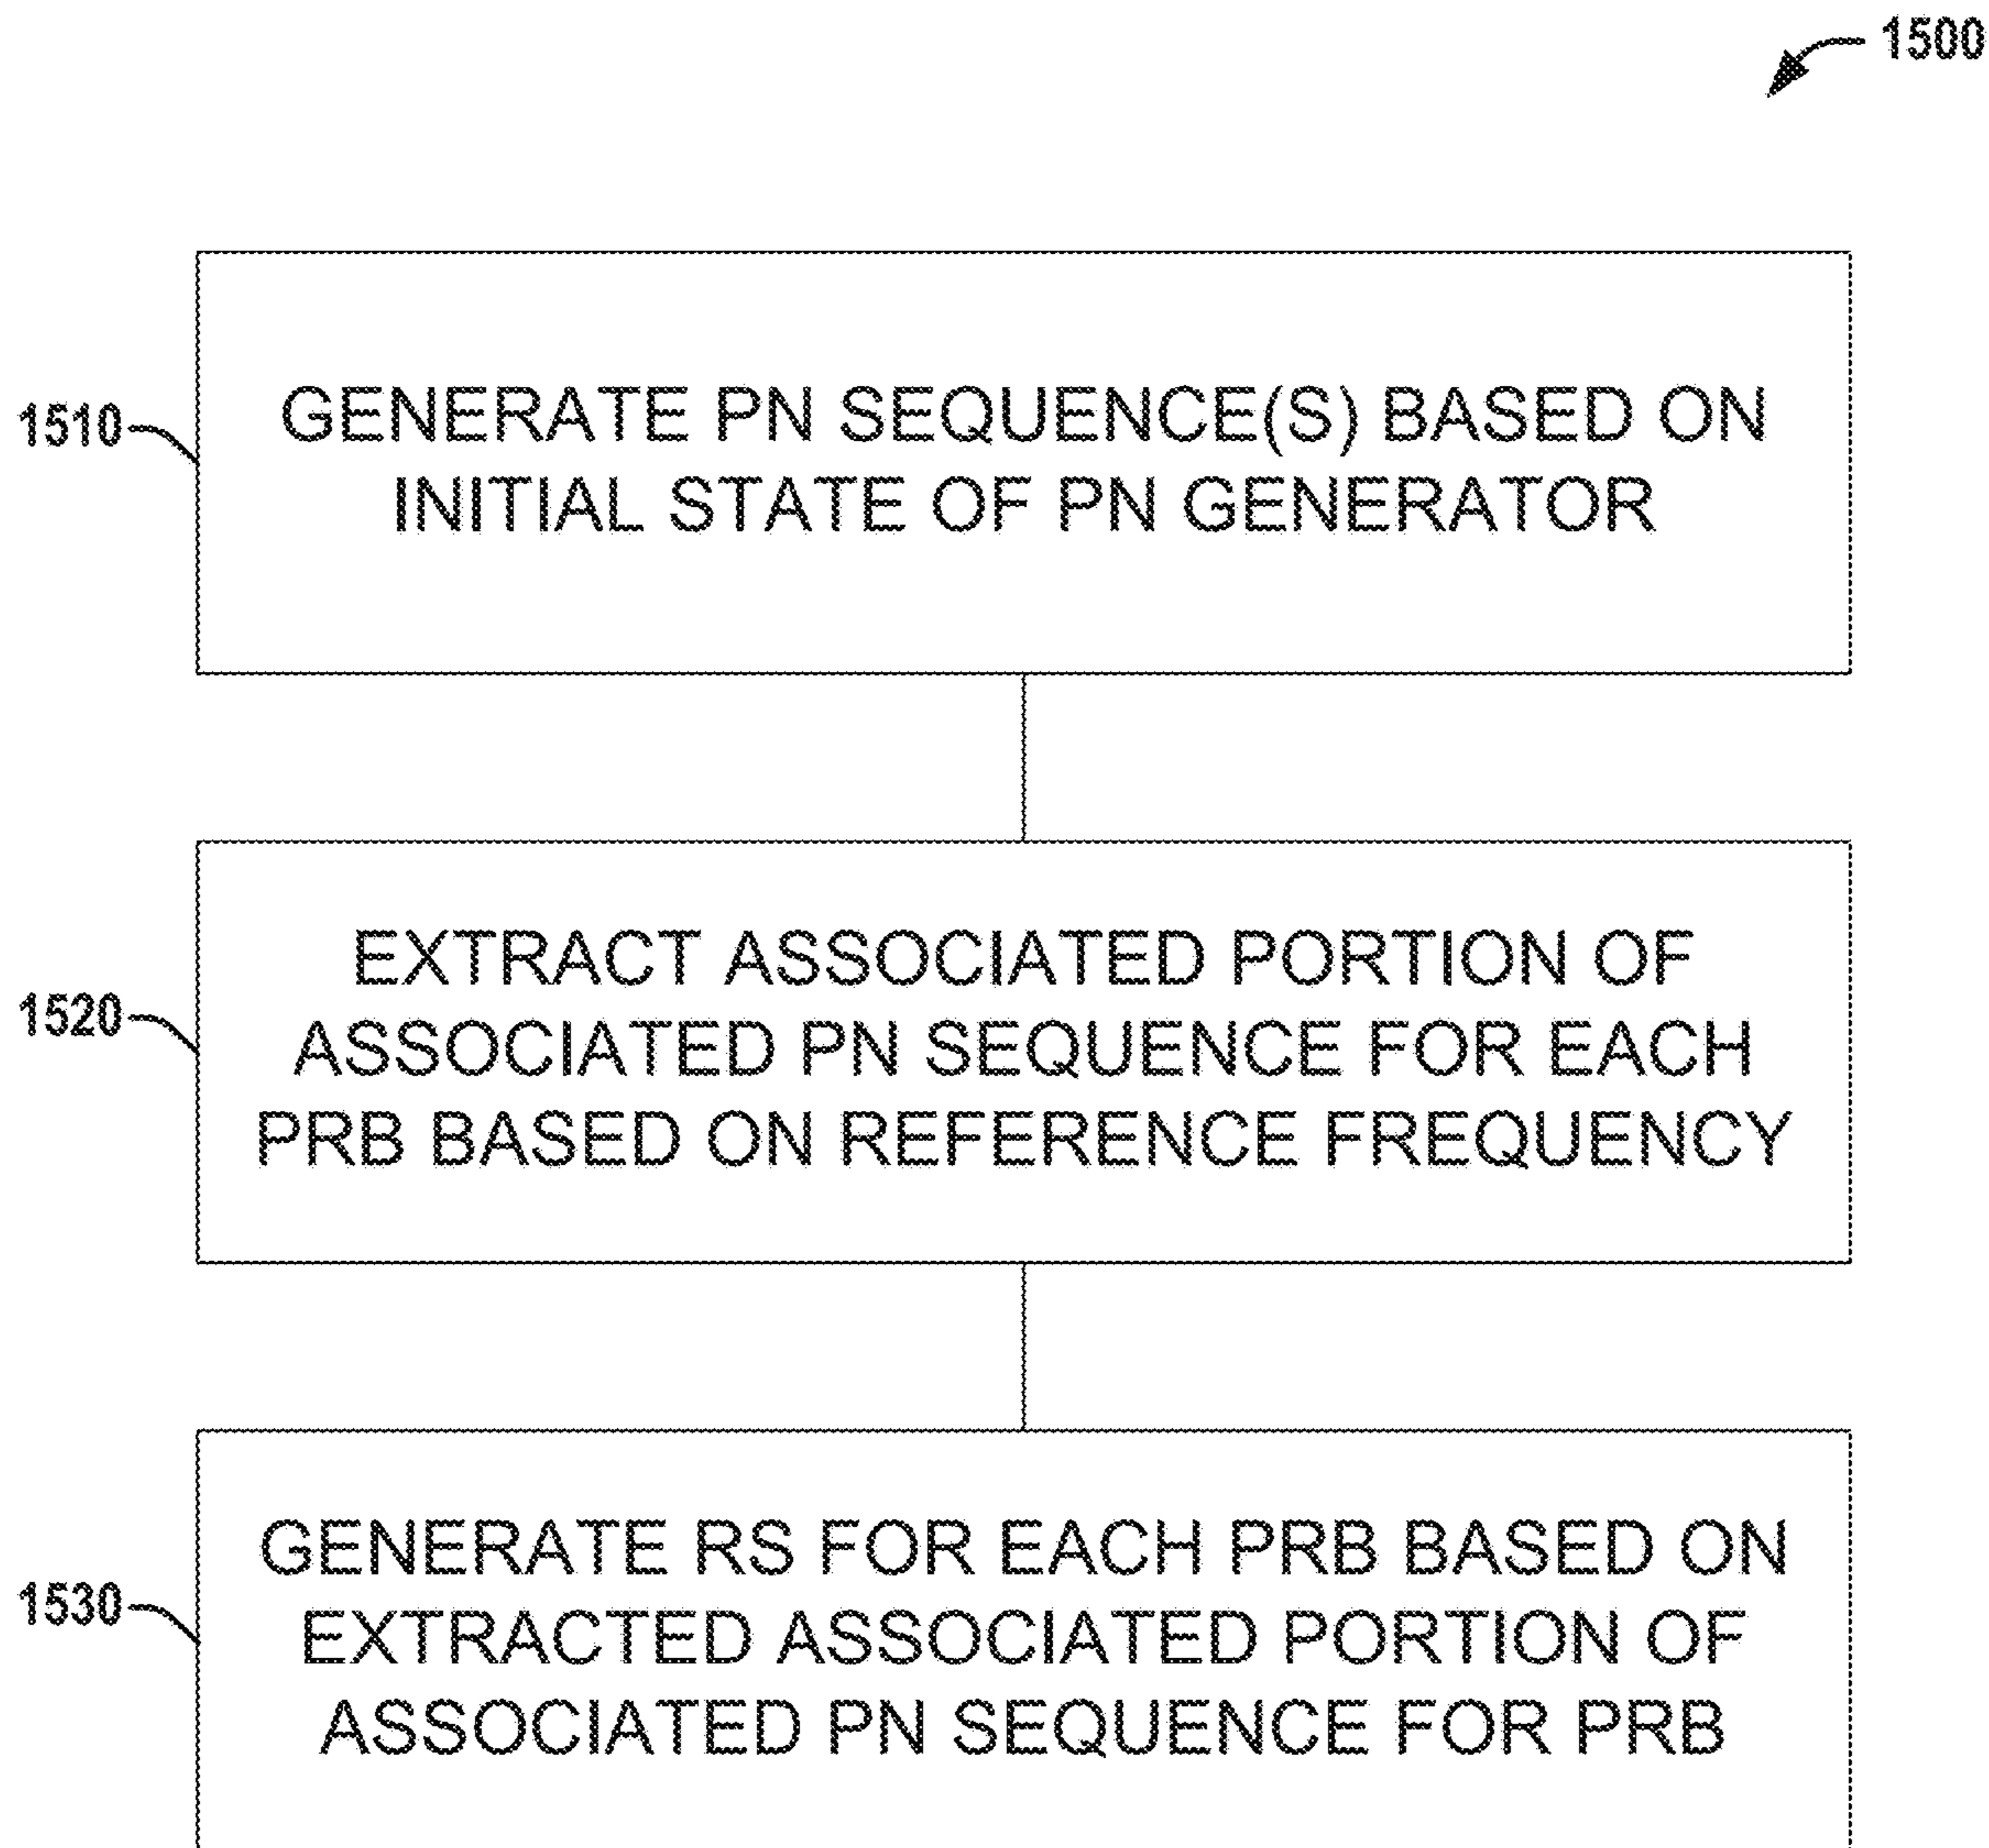 1500
1510
GENERATE PN SEQUENCE(S) BASED ON
INITIAL STATE OF PN GENERATOR
1520
EXTRACT ASSOCIATED PORTION OF
ASSOCIATED PN SEQUENCE FOR EACH
PRB BASED ON REFERENCE FREQUENCY
1530
GENERATE RS FOR EACH PRB BASED ON
EXTRACTED ASSOCIATED PORTION OF
ASSOCIATED PN SEQUENCE FOR PRB